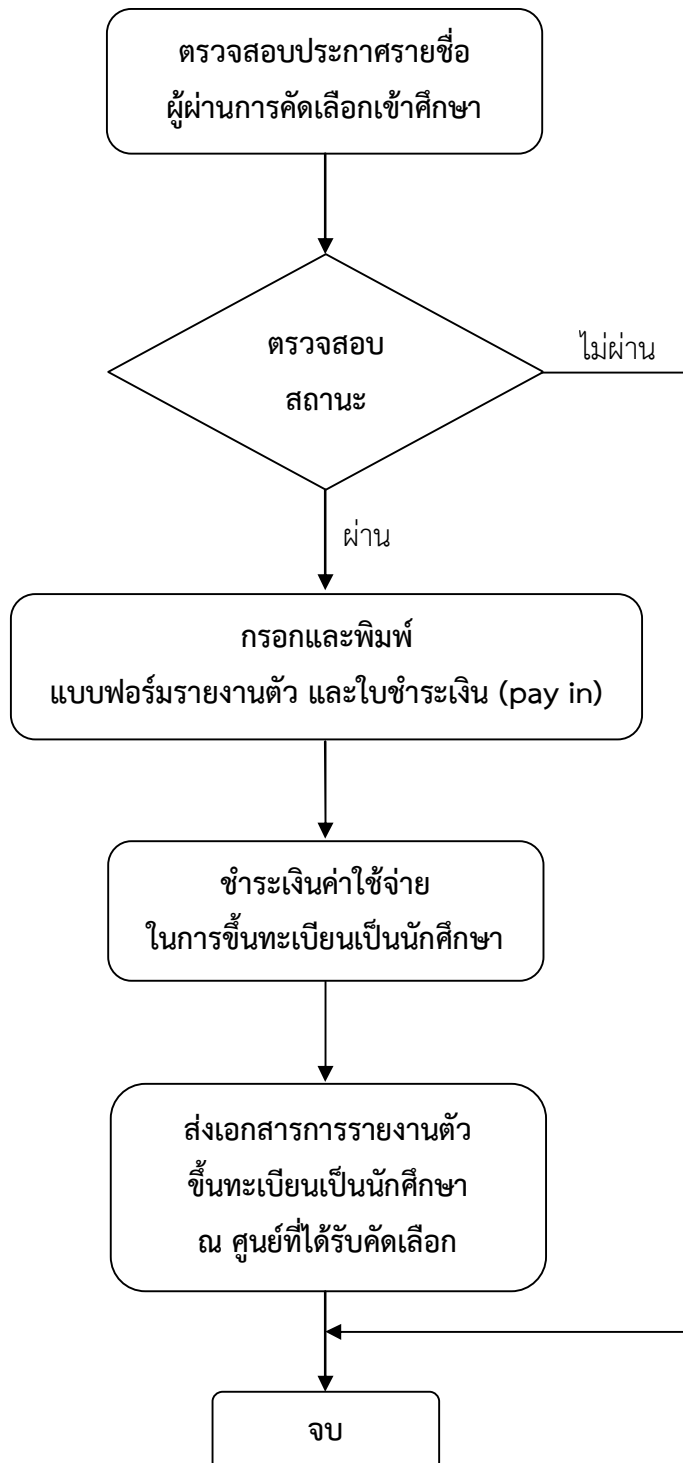 ตรวจสอบประกาศรายชื่อ
ผู้ผ่านการคัดเลือกเข้าศึกษา
ตรวจสอบ
สถานะ
ไม่ผ่าน
ผ่าน
กรอกและพิมพ์
แบบฟอร์มรายงานตัว และใบชำระเงิน (pay in)
ชำระเงินค่าใช้จ่าย
ในการขึ้นทะเบียนเป็นนักศึกษา
ส่งเอกสารการรายงานตัว
ขึ้นทะเบียนเป็นนักศึกษา
ณ ศูนย์ที่ได้รับคัดเลือก
จบ